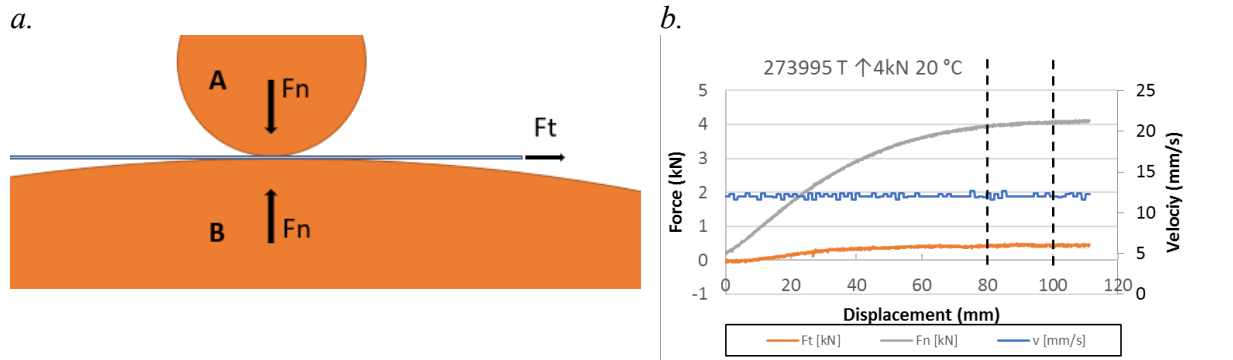 a.
A
Fn
Ft
B
Fn
b.
273995 T ↑4kN 20 °C
Force (kN)
5
4
3
2
1
0
-1
25
20
15
10
5
0
Velociy (mm/s)
0 20 40 60 80 100 120
Displacement (mm)
Ft [kN] Fn [kN] v [mm/s]